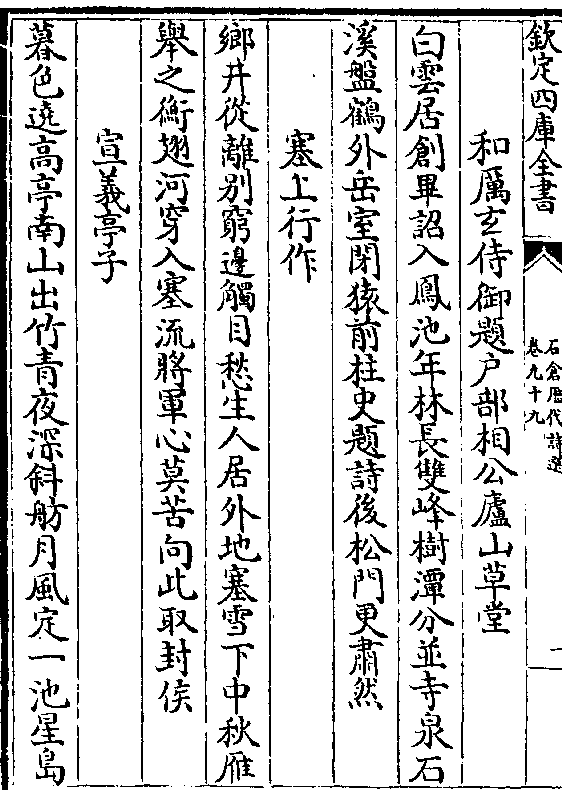 欽定四庫全書
石倉歷代詩選
卷九十九
二
和厲玄侍御題户部相公廬山草堂
白雲居創畢詔入鳳池年林長雙峰樹潭分並寺泉石
溪盤鶴外岳室閉猿前柱史題詩後松門更肅然
塞上行作
鄉井從離别窮邊觸目愁生人居外地塞雪下中秋雁
舉之衡翅河穿入塞流將軍心莫苦向此取封侯
宣義亭子
暮色遶高亭南山出竹青夜深斜舫月風定一池星島